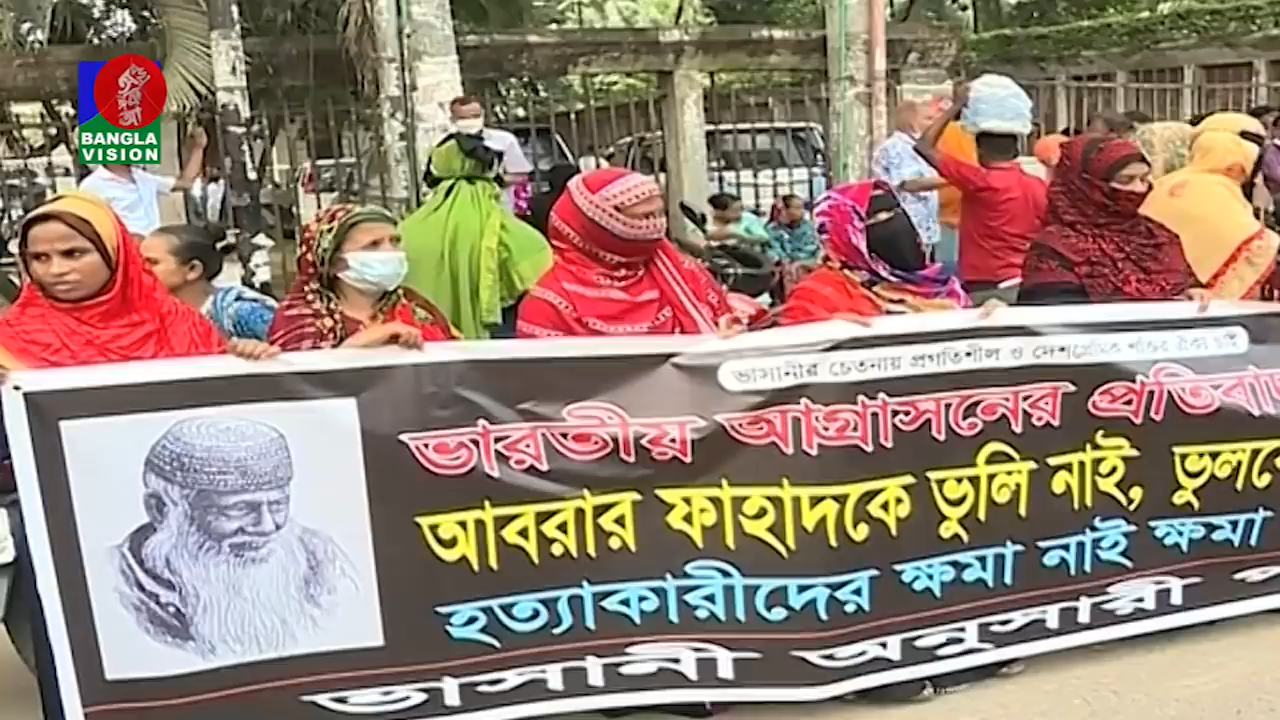 BANGLA
VISION
ভাসানীর চেতনায় প্রগতিশীল ও দেশপ্রেমিক শক্তির ঐক্য চাই
ভারতীয় আগ্রাসনের প্রতিবাদ
আবরার ফাহাদকে ভুলি নাই, ভুলবো
হত্যাকারীদের ক্ষমা নাই ক্ষমা
ভাসানী অনুসারী প